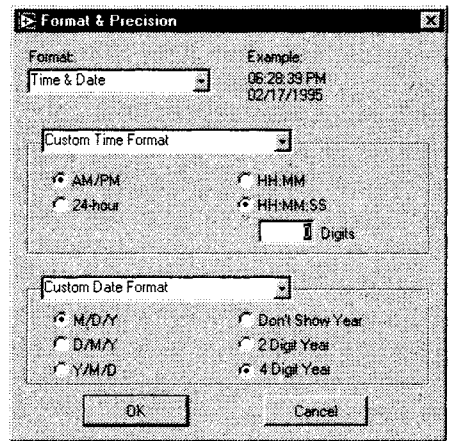 Format & Precision
Format:
Example:
Time & Date
06:28:39 PM
02/17/1995
Custom Time Format
AM/PM
HH:MM
24-hour
HH:MM:SS
Digits
Custom Date Format
M/D/Y
Don't Show Year
D/M/Y
2 Digit Year
Y/M/D
4 Digit Year
OK
Cancel